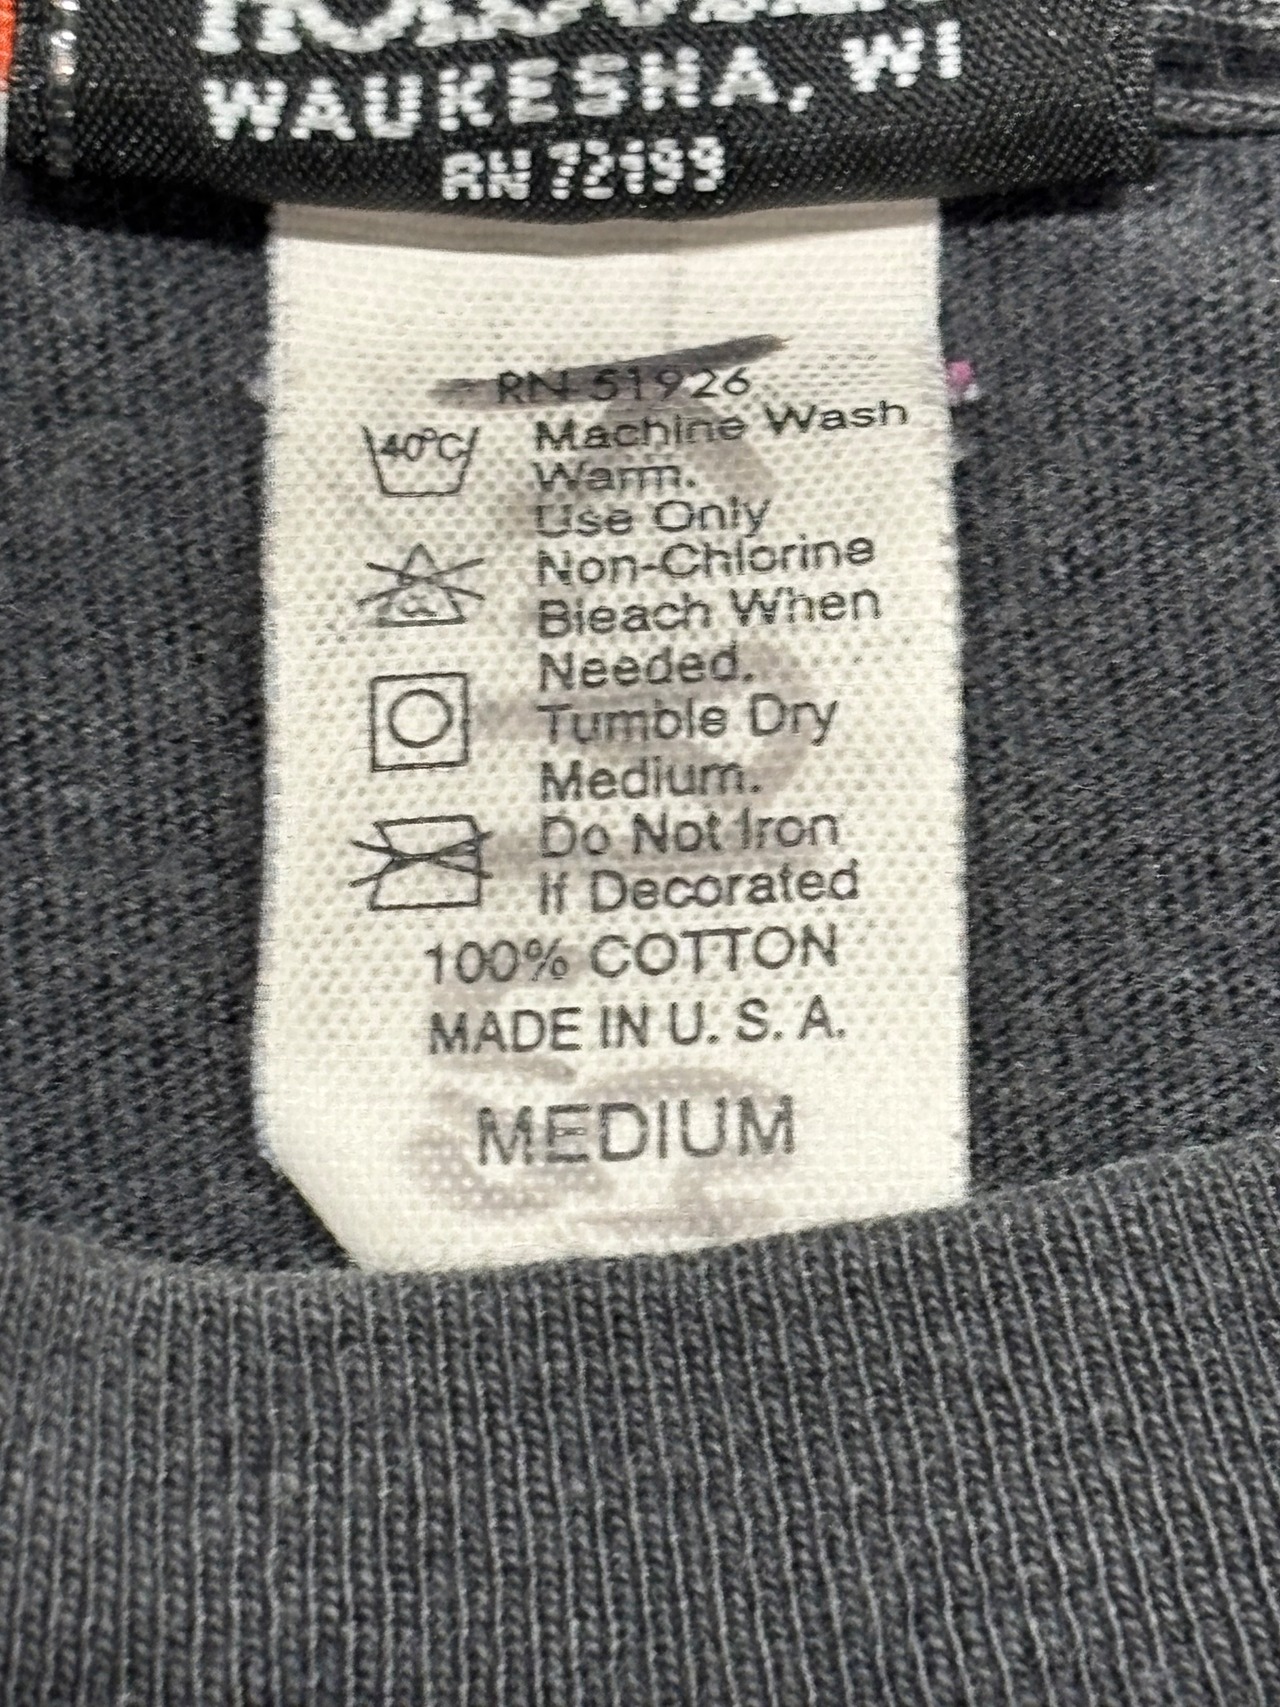 WAUKESHA, WI
RN 72199
RN 51926
40°C
Machine Wash
Warm.
Use Only
Non-Chlorine
Bleach When
Needed.
Tumble Dry
Medium.
Do Not Iron
If Decorated
100% COTTON
MADE IN U. S. A.
MEDIUM